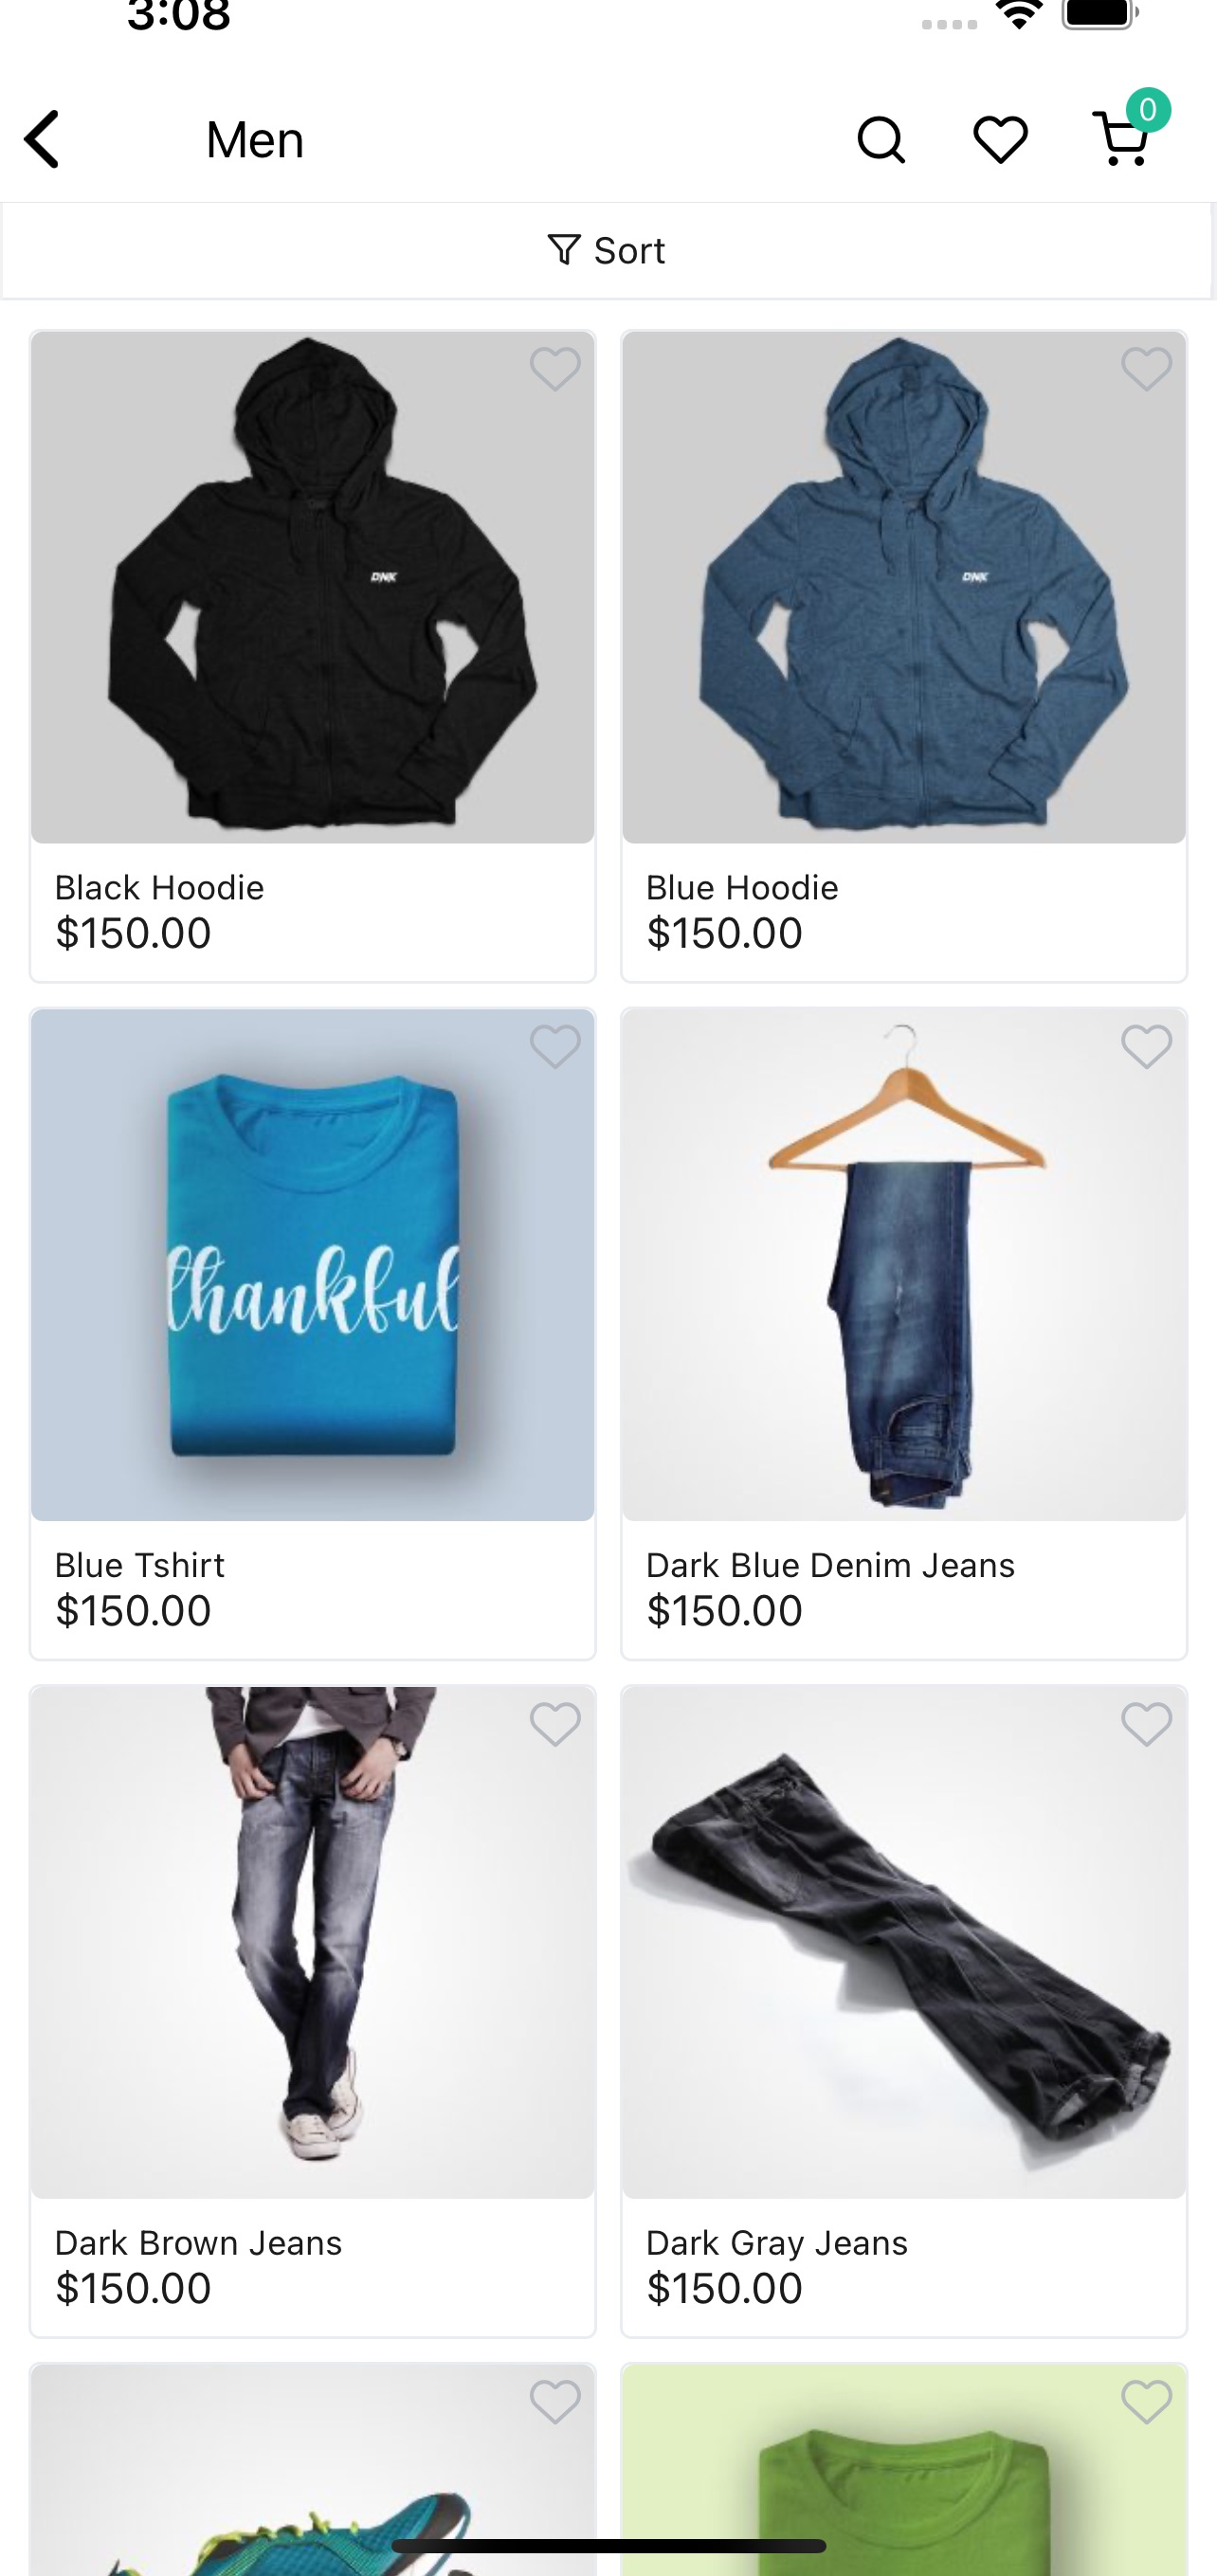 3:08
Men
0
Sort
DNK
DNK
Black Hoodie
Blue Hoodie
$150.00
$150.00
thankful
Blue Tshirt
Dark Blue Denim Jeans
$150.00
$150.00
Dark Brown Jeans
Dark Gray Jeans
$150.00
$150.00